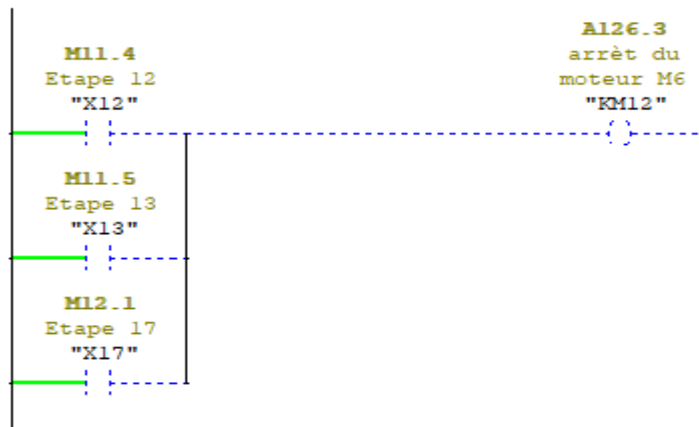 A126.3
M11.4
arrèt du
Etape 12
moteur M6
"X12"
"KM12"
M11.5
Etape 13
"X13"
M12.1
Etape 17
"X17"